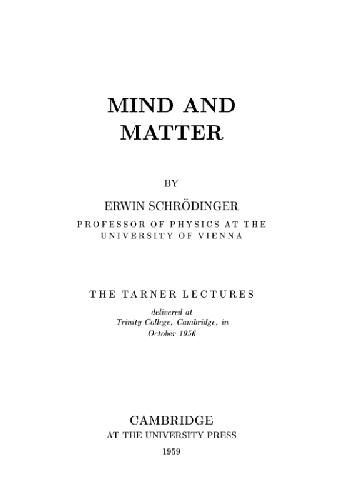 MIND AND
MATTER
BY
ERWIN SCHRÖDINGER
PROFESSOR OF PHYSICS AT THE
UNIVERSITY OF VIENNA
THE TARNER LECTURES
delivered at
Trinity College, Cambridge, in
October 1956
CAMBRIDGE
AT THE UNIVERSITY PRESS
1959